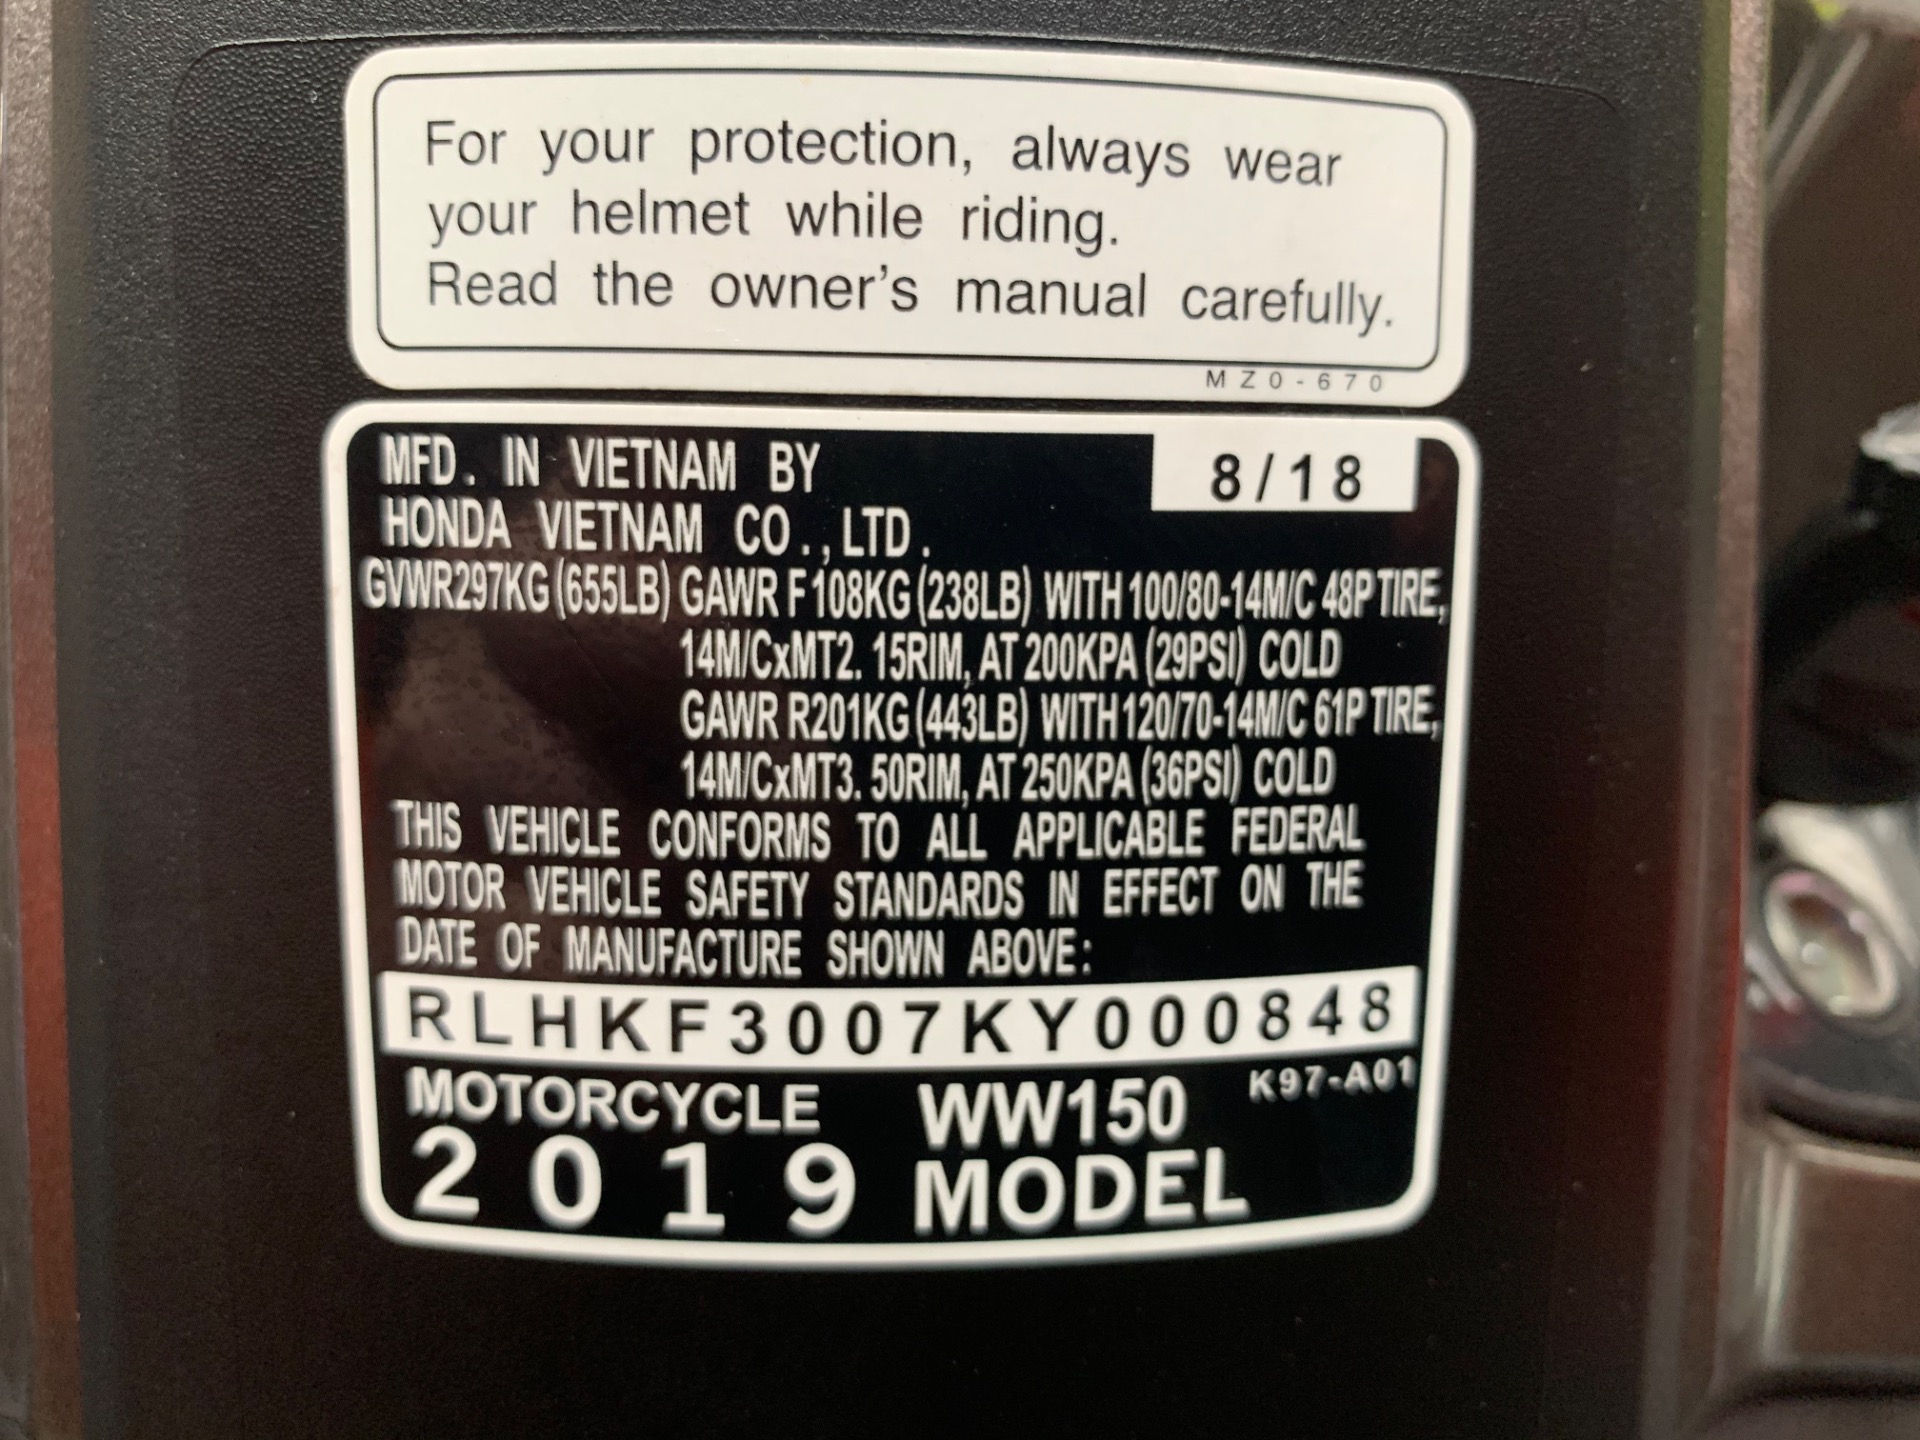 For your protection, always wear
your helmet while riding.
Read the owner's manual carefully.
MZ0-670
MFD. IN VIETNAM BY
8/18
HONDA VIETNAM CO.,LTD.
GVWR297KG(655LB) GAWR F108KG(238LB) WITH 100/80-14M/C 48P TIRE,
14M/CxMT2. 15RIM, AT 200KPA (29PSI) COLD
GAWR R201KG(443LB) WITH 120/70-14M/C 61P TIRE,
14M/CxMT3. 50RIM, AT 250KPA (36PSI) COLD
THIS VEHICLE CONFORMS TO ALL APPLICABLE FEDERAL
MOTOR VEHICLE SAFETY STANDARDS IN EFFECT ON THE
DATE OF MANUFACTURE SHOWN ABOVE:
RLHKF3007KY000848
MOTORCYCLE WW150 K97-A01
2019 MODEL